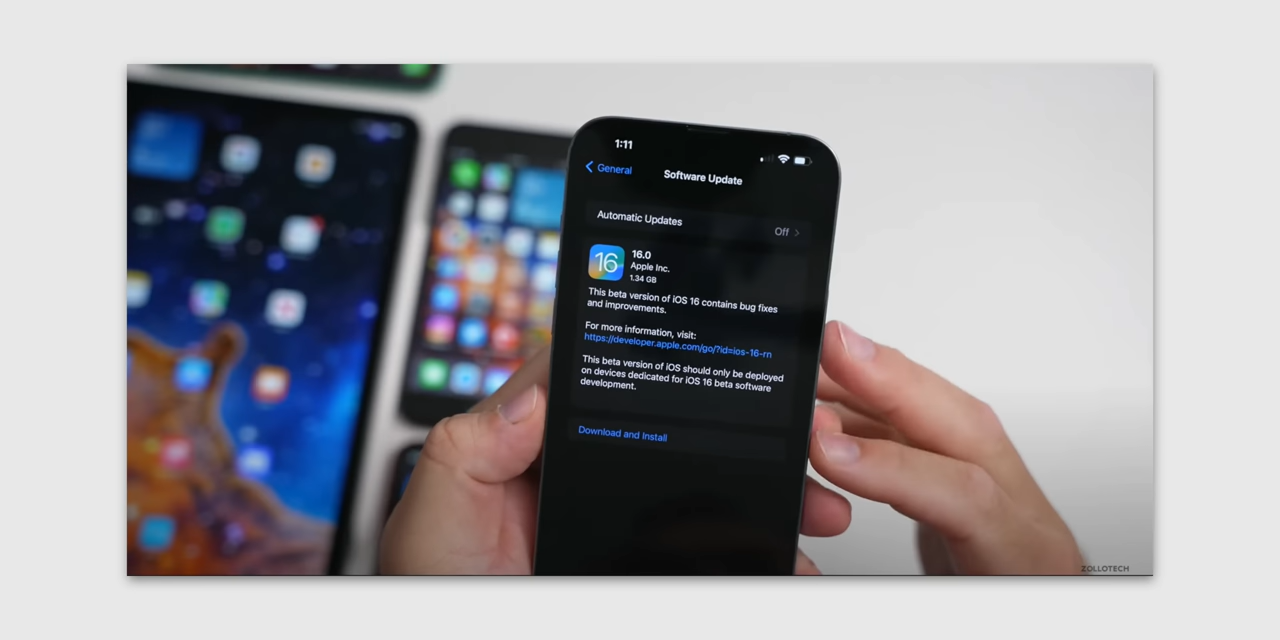 1:11
General
Software Update
Automatic Updates
Off
16
16.0
Apple Inc.
1.34 GB
This beta version of iOS 16 contains bug fixes
and improvements.
For more information, visit:
https://developer.apple.com/go/?id=ios-16-rn
This beta version of iOS should only be deployed
on devices dedicated for iOS 16 beta software
development.
Download and Install
ZOLLOTECH